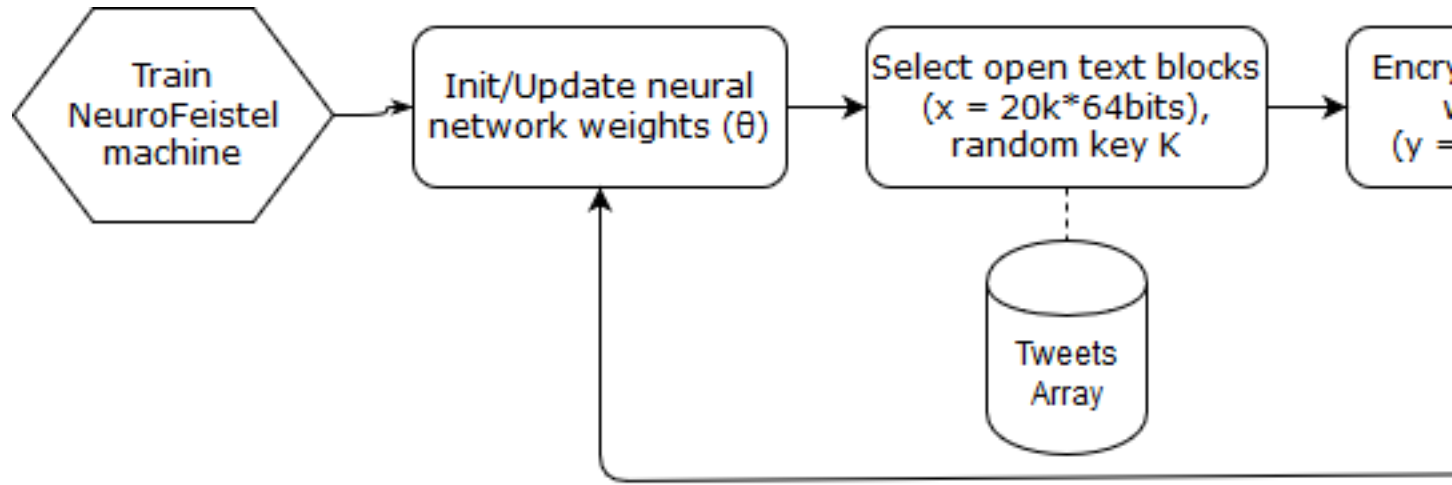 Train
NeuroFeistel
machine
Init/Update neural
network weights (θ)
Select open text blocks
(x = 20k*64bits),
random key K
(y =
Tweets
Array